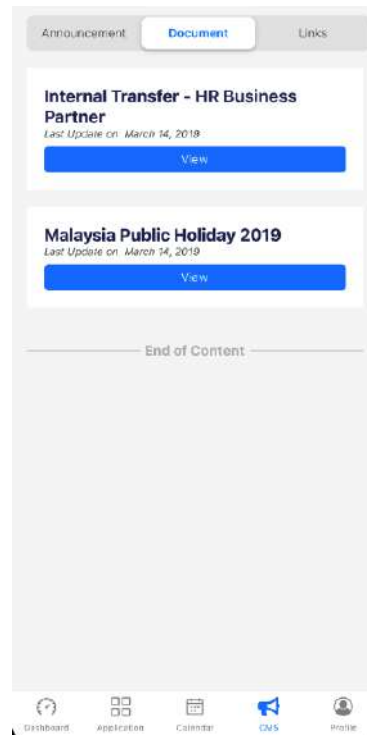 Announcement Document Links
Internal Transfer - HR Business
Partner
Last Update on March 14, 2019
View
Malaysia Public Holiday 2019
Last Update on March 14, 2019
View
End of Content
Dashboard Application Calendar CMS Profile